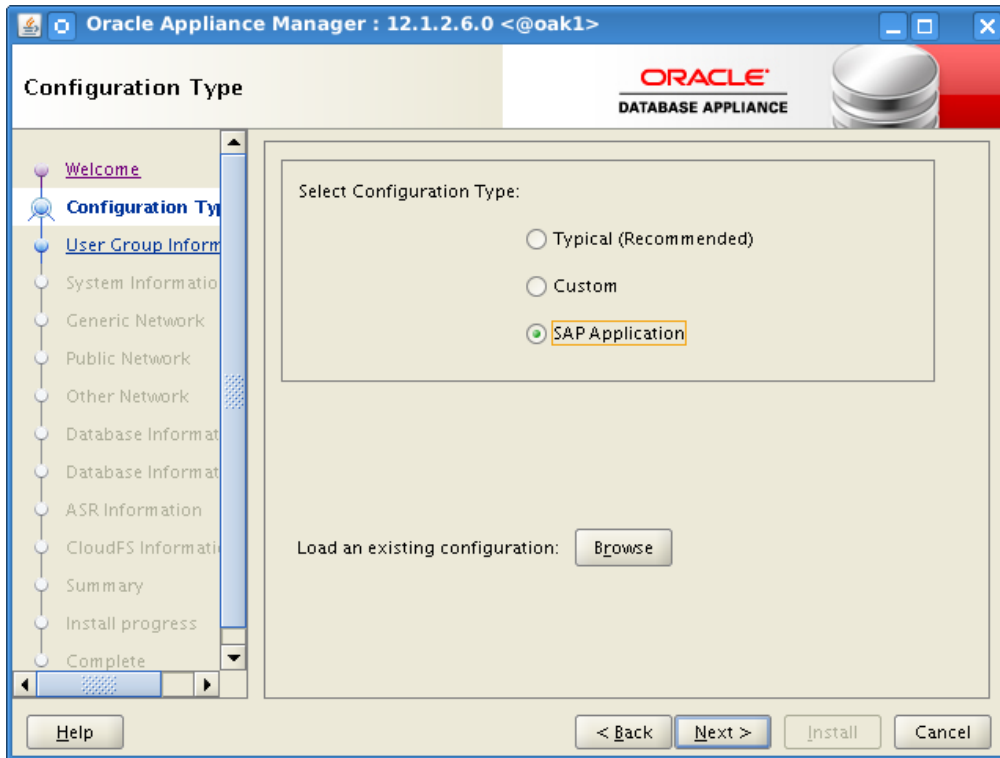 Oracle Appliance Manager : 12.1.2.6.0 <@oak1>
Configuration Type
ORACLE
DATABASE APPLIANCE
Welcome
Configuration Typ
User Group Inform
System Informatio
Generic Network
Public Network
Other Network
Database Informat
Database Informat
ASR Information
CloudFS Informati
Summary
Install progress
Complete
Select Configuration Type:
Typical (Recommended)
Custom
SAP Application
Load an existing configuration: Browse
Help < Back Next > Install Cancel